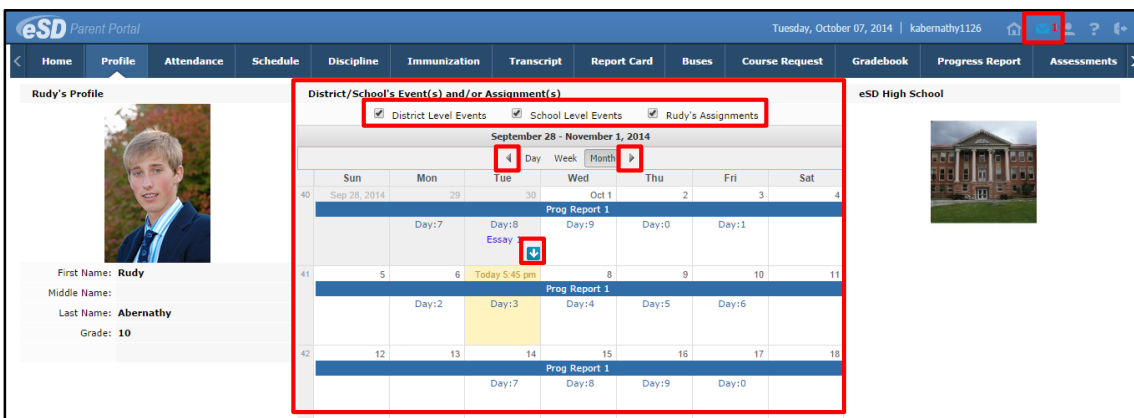 eSD Parent Portal
Tuesday, October 07, 2014 | kabernathy1126
1
?
Home Profile Attendance Schedule Discipline Immunization Transcript Report Card Buses Course Request Gradebook Progress Report Assessments
Rudy's Profile
District/School's Event(s) and/or Assignment(s)
eSD High School
District Level Events School Level Events Rudy's Assignments
September 28 - November 1, 2014
Day Week Month
Sun Mon Tue Wed Thu Fri Sat
40 Sep 28, 2014 29 30 Oct 1 2 3 4
Prog Report 1
Day:7 Day:8 Day:9 Day:0 Day:1
Essay 1
First Name: Rudy
Middle Name:
Last Name: Abernathy
Grade: 10
41 5 6 Today 5:45 pm 8 9 10 11
Prog Report 1
Day:2 Day:3 Day:4 Day:5 Day:6
42 12 13 14 15 16 17 18
Prog Report 1
Day:7 Day:8 Day:9 Day:0